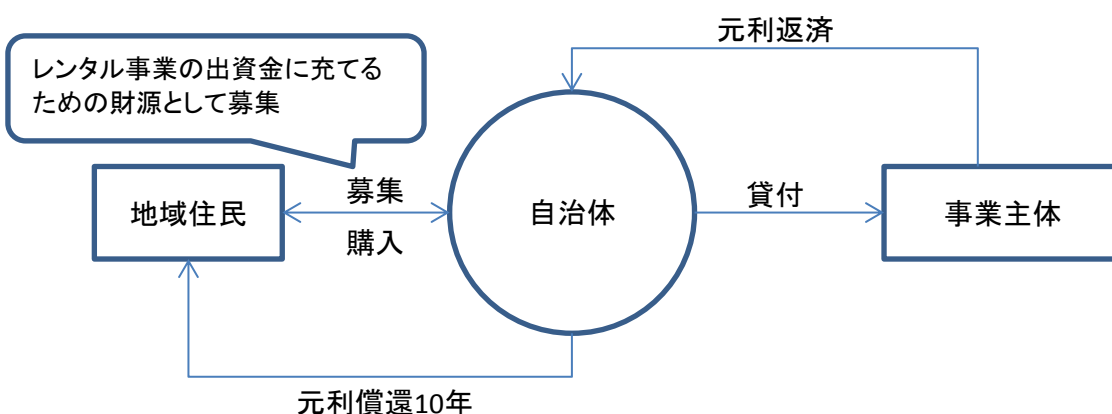 元利返済
レンタル事業の出資金に充てる
ための財源として募集
地域住民
募集
購入
自治体
貸付
事業主体
元利償還10年